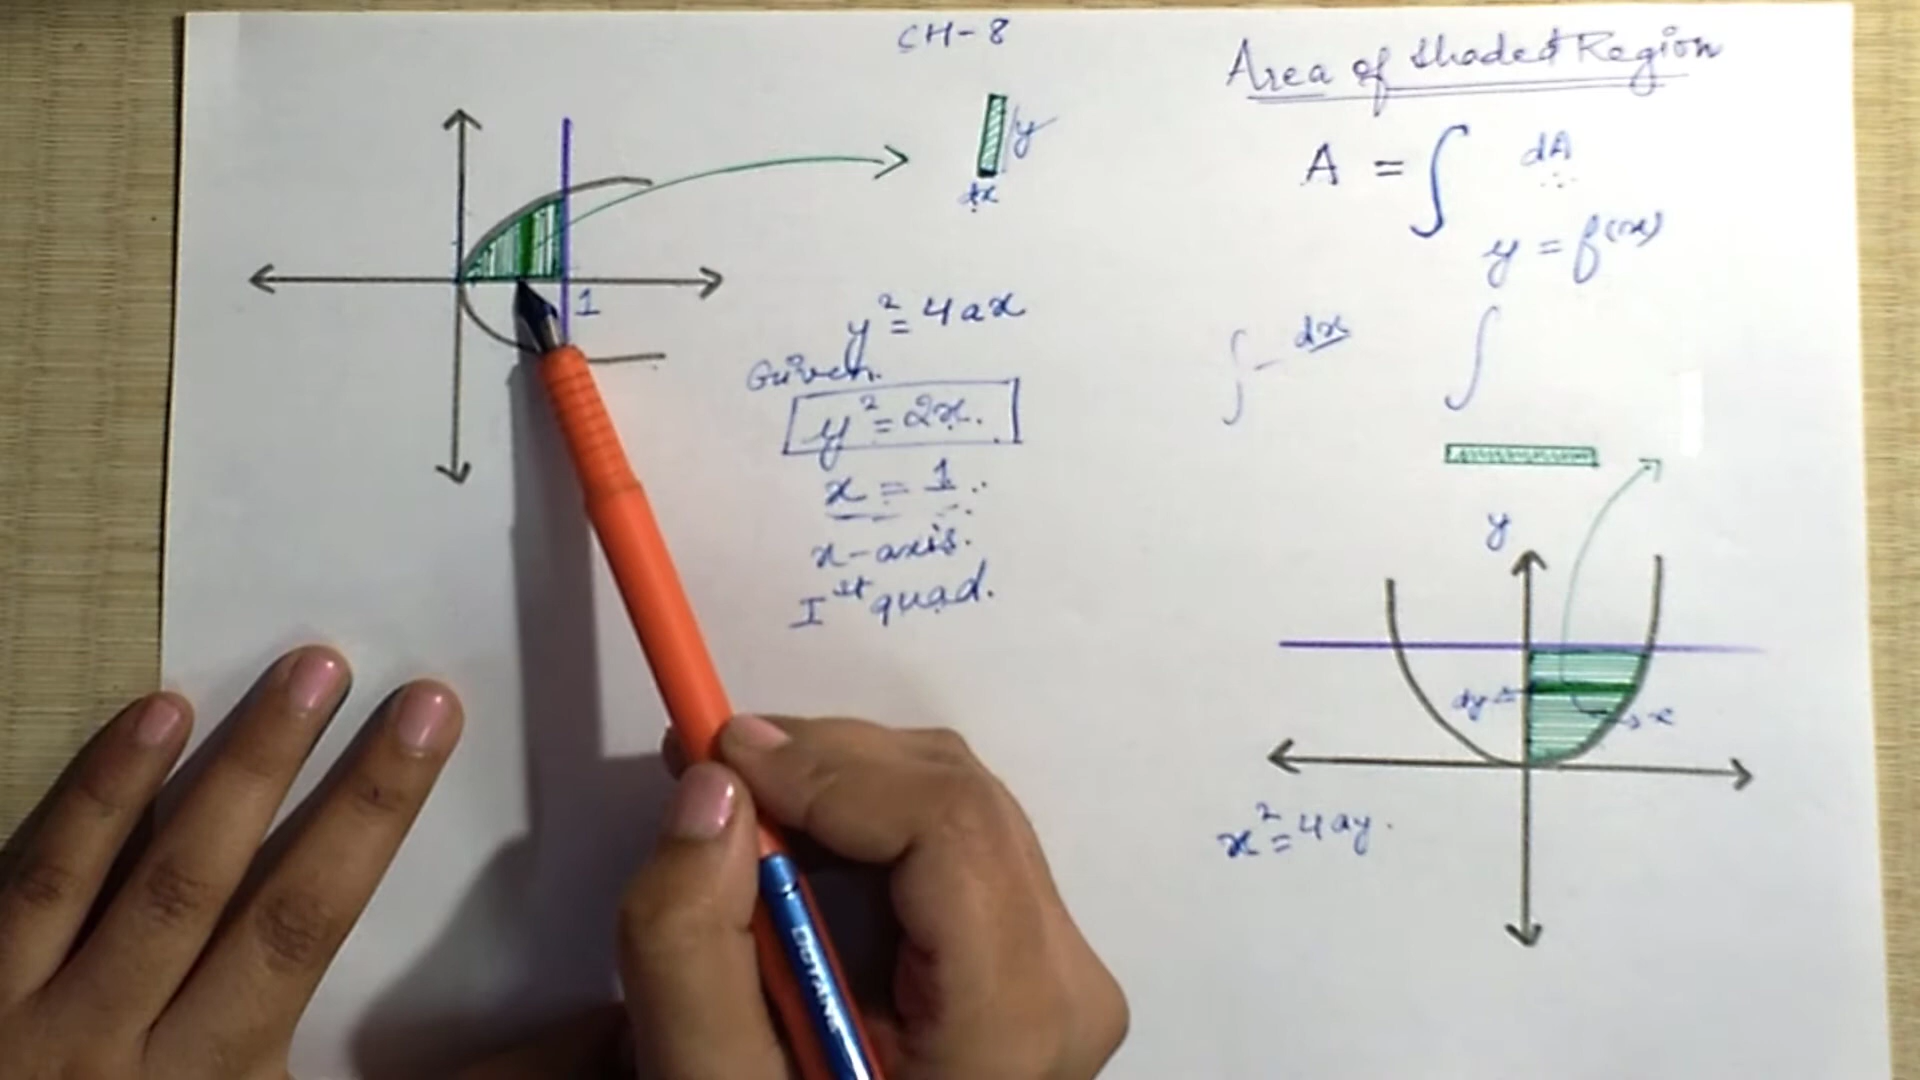 CH-8
Area of Shaded Region
y
dx
A = ∫ dA
y = f(x)
1
y² = 4ax
∫ dx
∫
Given.
y² = 2x.
x = 1
x-axis.
Iˢᵗ quad.
y
dy
x
x² = 4ay.